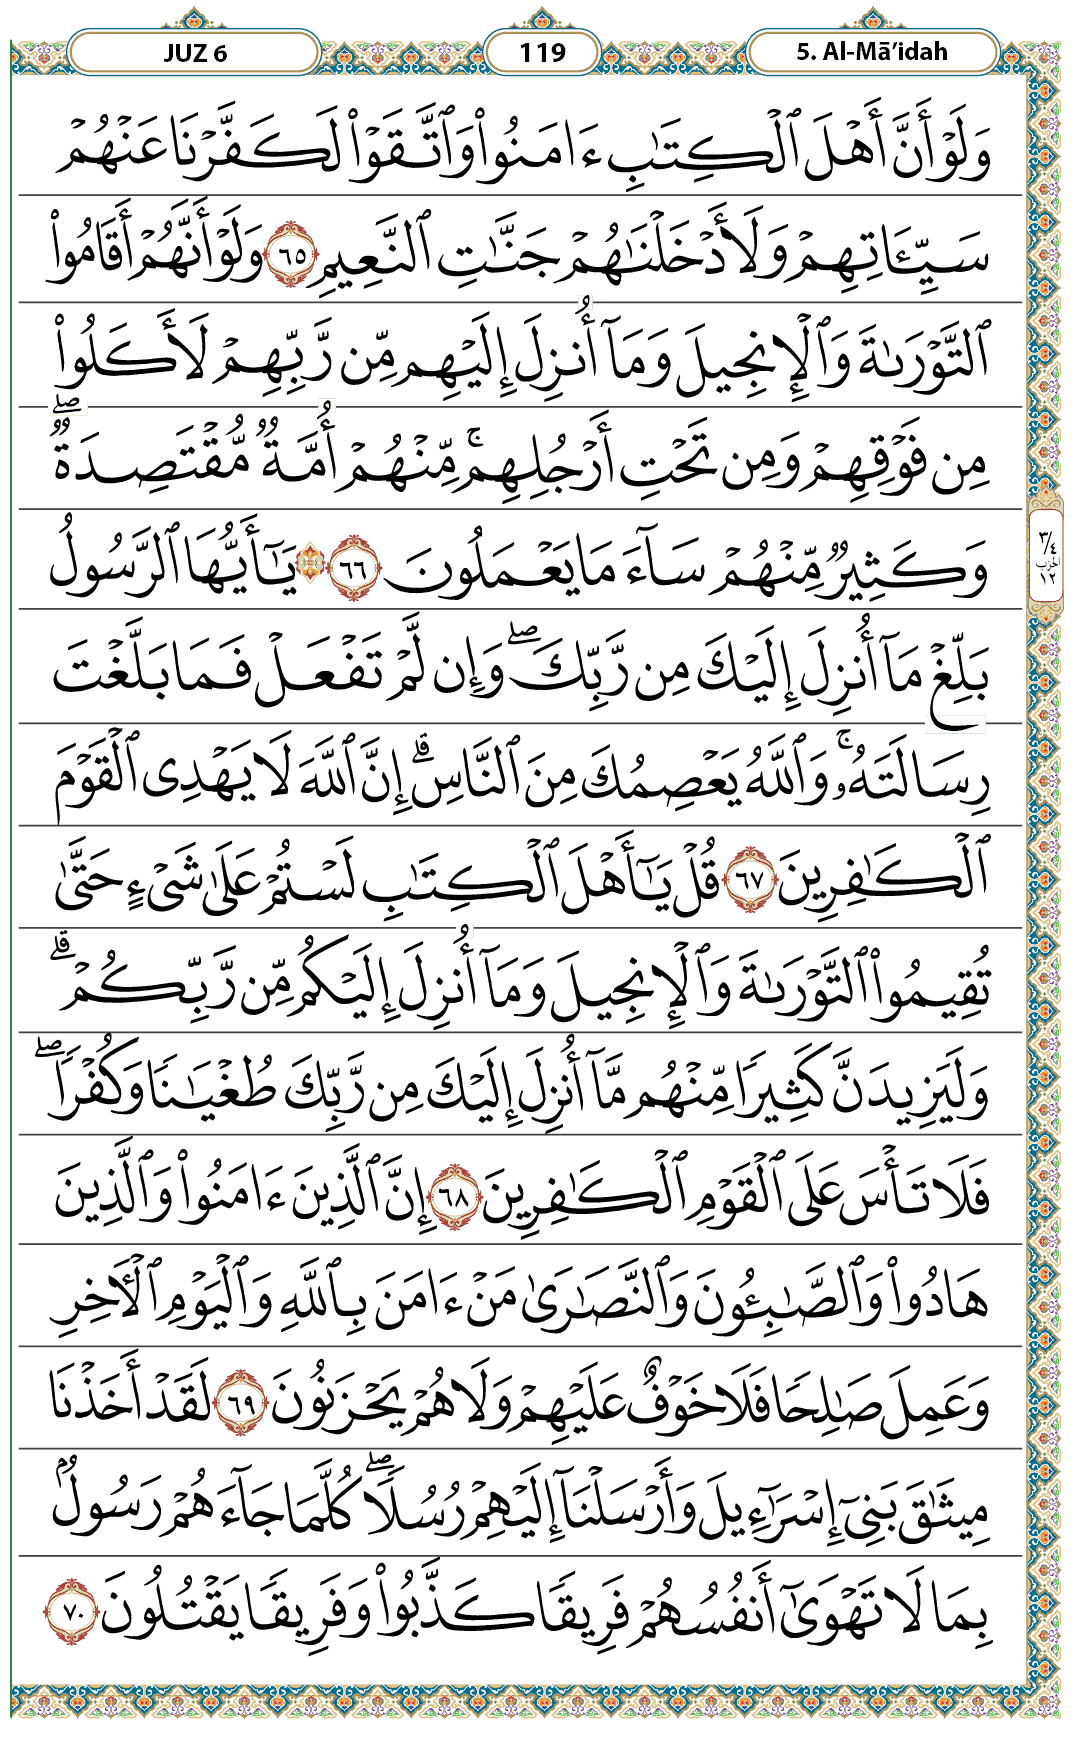 JUZ 6
119
5. Al-Mā’idah
وَلَوۡ أَنَّ أَهۡلَ ٱلۡكِتَٰبِ ءَامَنُواْ وَٱتَّقَوۡاْ لَكَفَّرۡنَا عَنۡهُمۡ
سَيِّـَٔاتِهِمۡ وَلَأَدۡخَلۡنَٰهُمۡ جَنَّٰتِ ٱلنَّعِيمِ ٦٥ وَلَوۡ أَنَّهُمۡ أَقَامُواْ
ٱلتَّوۡرَىٰةَ وَٱلۡإِنجِيلَ وَمَآ أُنزِلَ إِلَيۡهِم مِّن رَّبِّهِمۡ لَأَكَلُواْ
مِن فَوۡقِهِمۡ وَمِن تَحۡتِ أَرۡجُلِهِمۚ مِّنۡهُمۡ أُمَّةٞ مُّقۡتَصِدَةٞۖ
وَكَثِيرٞ مِّنۡهُمۡ سَآءَ مَا يَعۡمَلُونَ ٦٦ ۞ يَٰٓأَيُّهَا ٱلرَّسُولُ
٣/٤
الحزب
١٢
بَلِّغۡ مَآ أُنزِلَ إِلَيۡكَ مِن رَّبِّكَۖ وَإِن لَّمۡ تَفۡعَلۡ فَمَا بَلَّغۡتَ
رِسَالَتَهُۥۚ وَٱللَّهُ يَعۡصِمُكَ مِنَ ٱلنَّاسِۗ إِنَّ ٱللَّهَ لَا يَهۡدِي ٱلۡقَوۡمَ
ٱلۡكَٰفِرِينَ ٦٧ قُلۡ يَٰٓأَهۡلَ ٱلۡكِتَٰبِ لَسۡتُمۡ عَلَىٰ شَيۡءٍ حَتَّىٰ
تُقِيمُواْ ٱلتَّوۡرَىٰةَ وَٱلۡإِنجِيلَ وَمَآ أُنزِلَ إِلَيۡكُم مِّن رَّبِّكُمۡۗ
وَلَيَزِيدَنَّ كَثِيرٗا مِّنۡهُم مَّآ أُنزِلَ إِلَيۡكَ مِن رَّبِّكَ طُغۡيَٰنٗا وَكُفۡرٗاۖ
فَلَا تَأۡسَ عَلَى ٱلۡقَوۡمِ ٱلۡكَٰفِرِينَ ٦٨ إِنَّ ٱلَّذِينَ ءَامَنُواْ وَٱلَّذِينَ
هَادُواْ وَٱلصَّٰبِـُٔونَ وَٱلنَّصَٰرَىٰ مَنۡ ءَامَنَ بِٱللَّهِ وَٱلۡيَوۡمِ ٱلۡأٓخِرِ
وَعَمِلَ صَٰلِحٗا فَلَا خَوۡفٌ عَلَيۡهِمۡ وَلَا هُمۡ يَحۡزَنُونَ ٦٩ لَقَدۡ أَخَذۡنَا
مِيثَٰقَ بَنِيٓ إِسۡرَٰٓءِيلَ وَأَرۡسَلۡنَآ إِلَيۡهِمۡ رُسُلٗاۖ كُلَّمَا جَآءَهُمۡ رَسُولُۢ
بِمَا لَا تَهۡوَىٰٓ أَنفُسُهُمۡ فَرِيقٗا كَذَّبُواْ وَفَرِيقٗا يَقۡتُلُونَ ٧٠